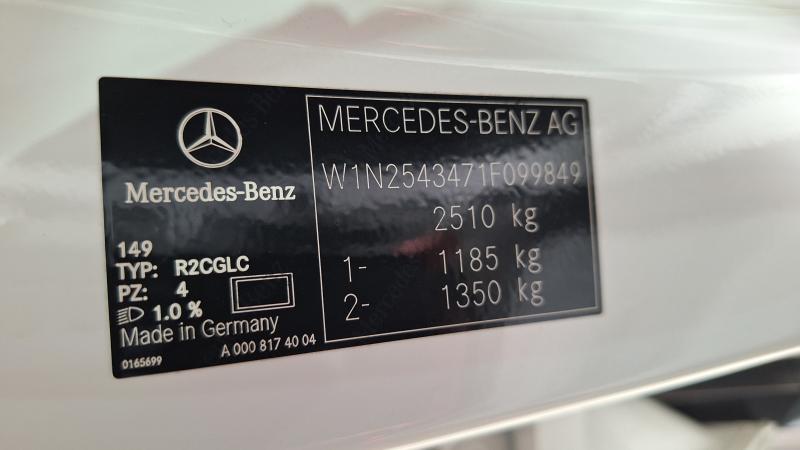 Mercedes-Benz
149
TYP: R2CGLC
PZ: 4
1.0 %
Made in Germany
0165699
A 000 817 40 04
MERCEDES-BENZ AG
W1N2543471F099849
2510 kg
1- 1185 kg
2- 1350 kg